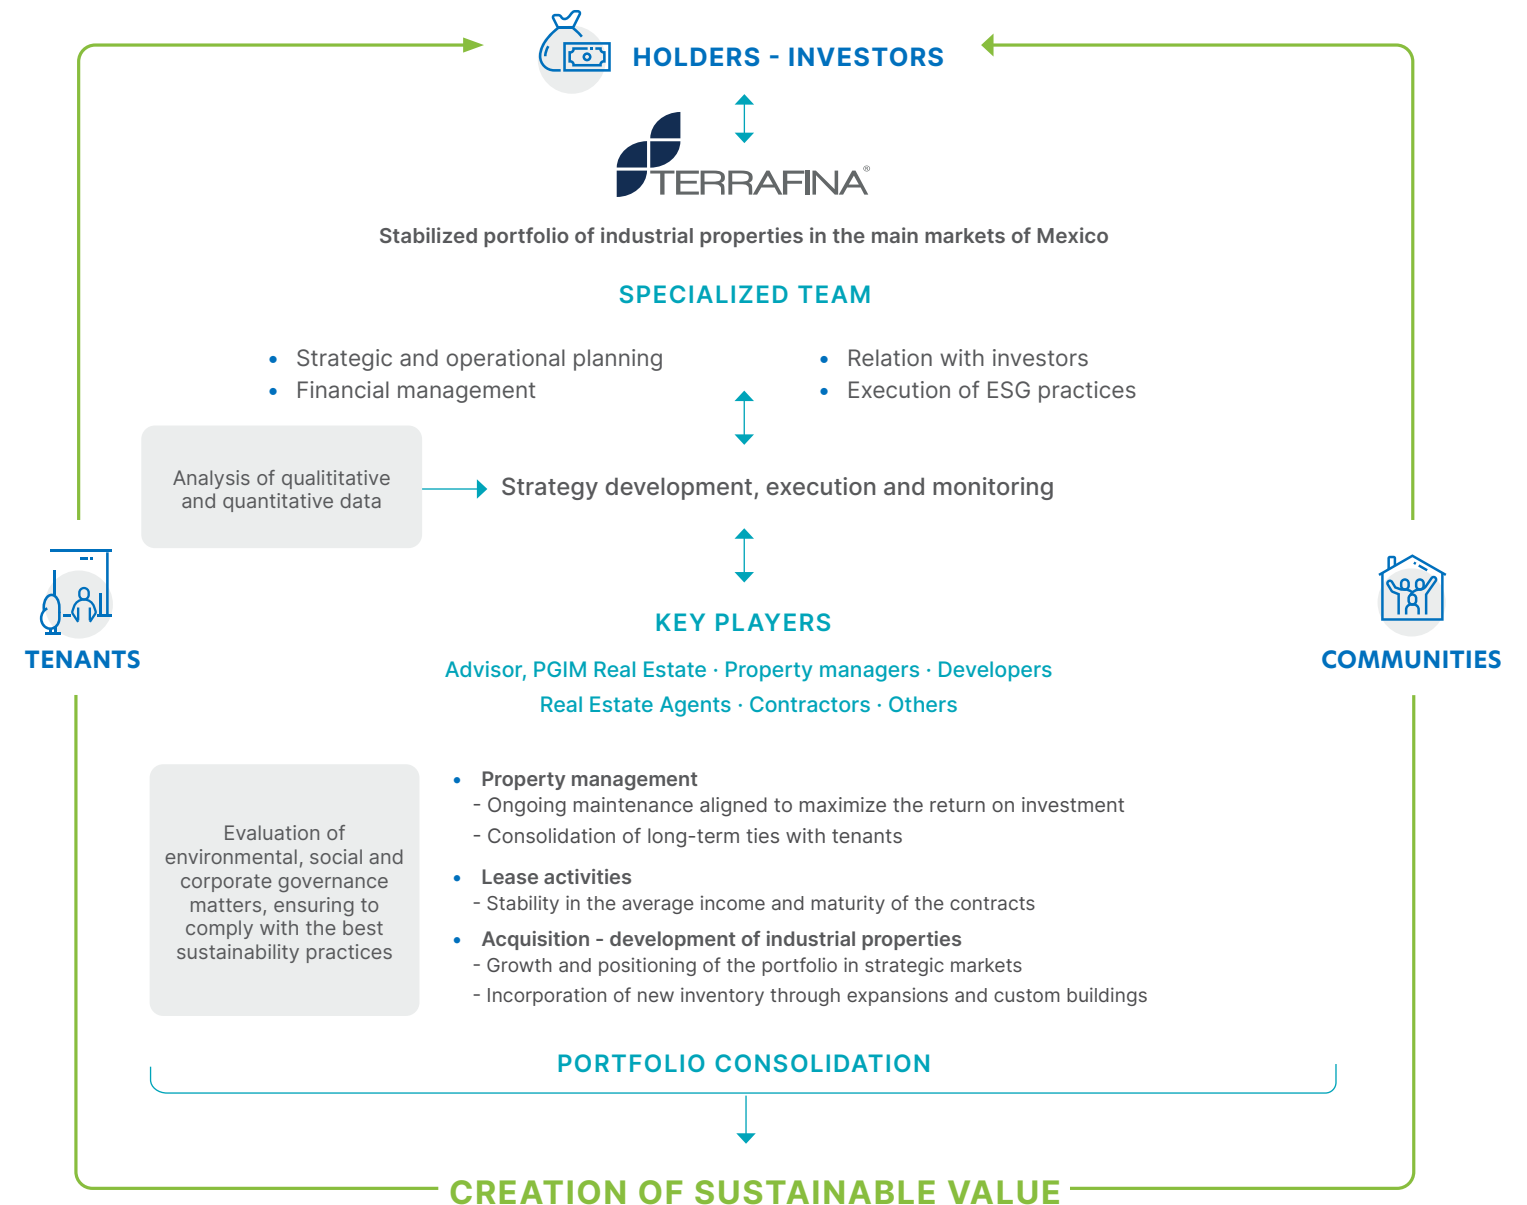 HOLDERS - INVESTORS
TERRAFINA®
Stabilized portfolio of industrial properties in the main markets of Mexico
SPECIALIZED TEAM
• Strategic and operational planning
• Financial management
• Relation with investors
• Execution of ESG practices
Analysis of qualititative
and quantitative data
Strategy development, execution and monitoring
TENANTS
COMMUNITIES
KEY PLAYERS
Advisor, PGIM Real Estate · Property managers · Developers
Real Estate Agents · Contractors · Others
Evaluation of
environmental, social and
corporate governance
matters, ensuring to
comply with the best
sustainability practices
• Property management
- Ongoing maintenance aligned to maximize the return on investment
- Consolidation of long-term ties with tenants
• Lease activities
- Stability in the average income and maturity of the contracts
• Acquisition - development of industrial properties
- Growth and positioning of the portfolio in strategic markets
- Incorporation of new inventory through expansions and custom buildings
PORTFOLIO CONSOLIDATION
CREATION OF SUSTAINABLE VALUE